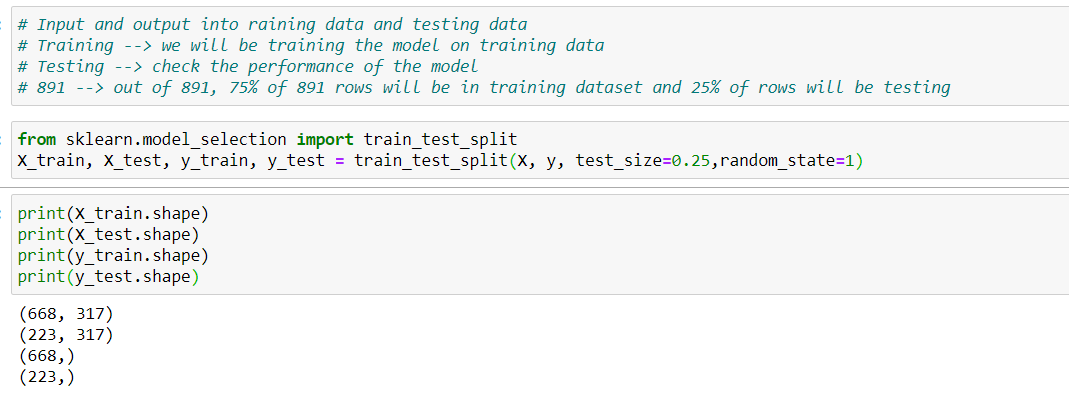 # Input and output into raining data and testing data
# Training --> we will be training the model on training data
# Testing --> check the performance of the model
# 891 --> out of 891, 75% of 891 rows will be in training dataset and 25% of rows will be testing
from sklearn.model_selection import train_test_split
X_train, X_test, y_train, y_test = train_test_split(X, y, test_size=0.25,random_state=1)
print(X_train.shape)
print(X_test.shape)
print(y_train.shape)
print(y_test.shape)
(668, 317)
(223, 317)
(668,)
(223,)